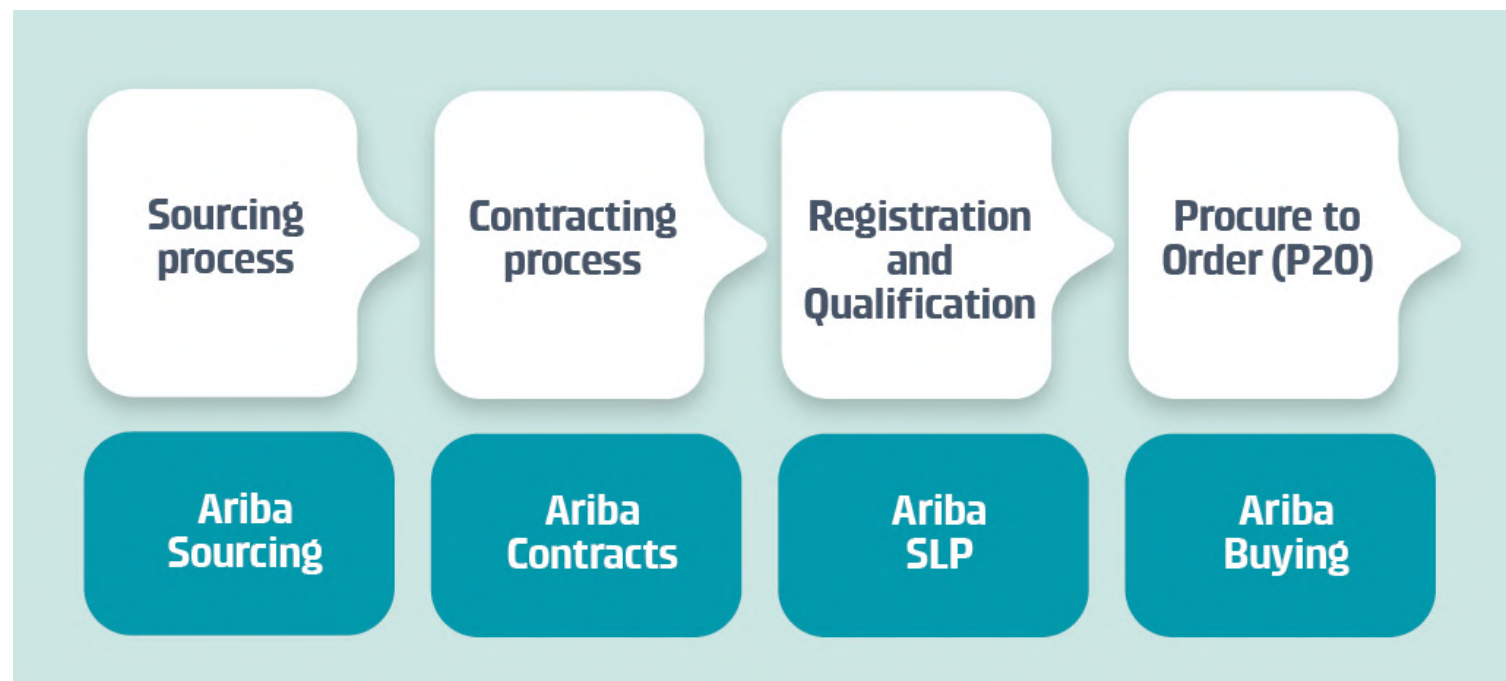 Sourcing
process
Contracting
process
Registration
and
Qualification
Procure to
Order (P2O)
Ariba
Sourcing
Ariba
Contracts
Ariba
SLP
Ariba
Buying